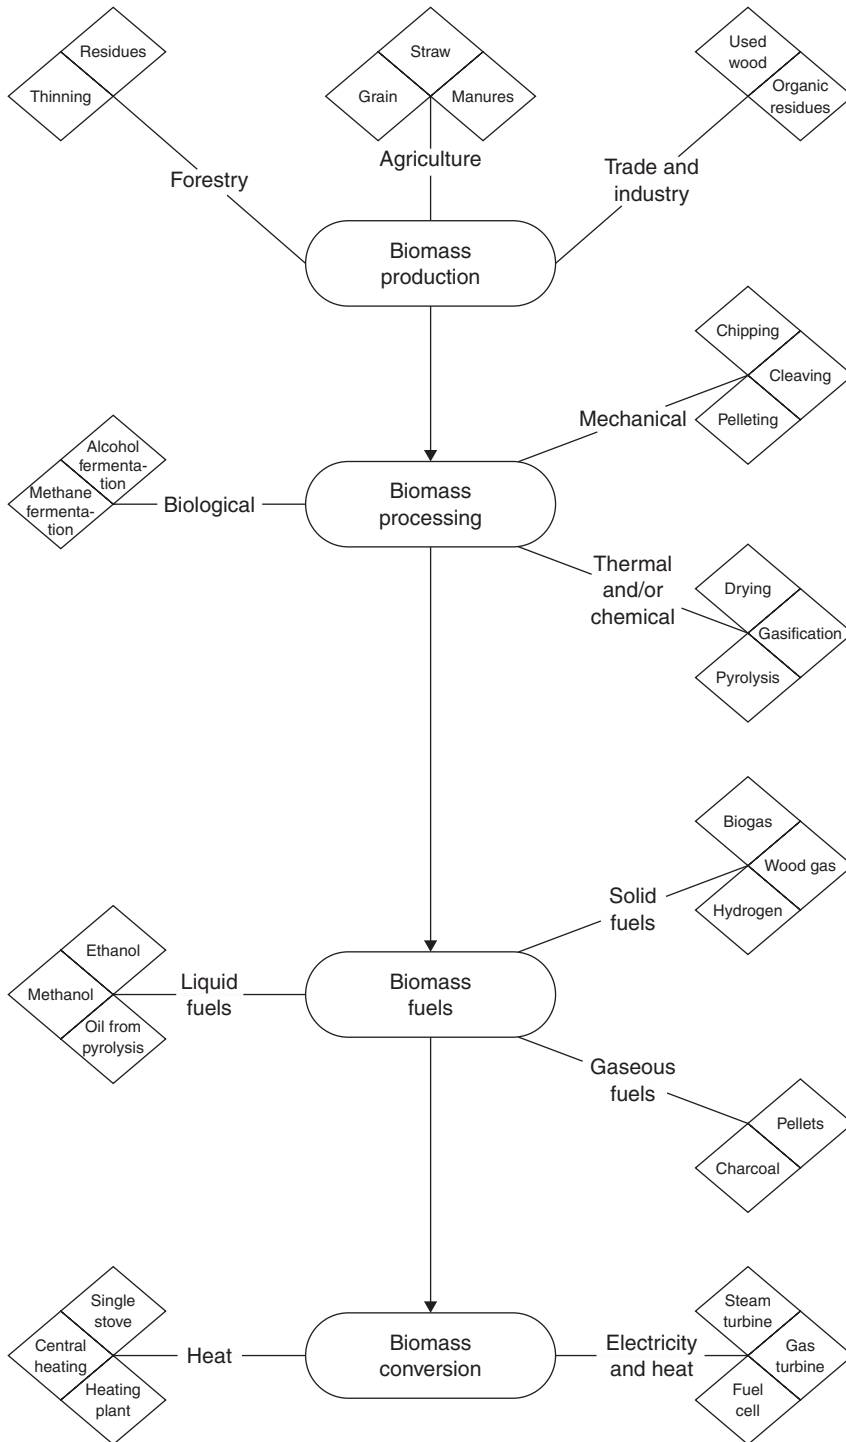 Residues
Thinning
Forestry
Straw
Grain
Manures
Agriculture
Used
wood
Organic
residues
Trade and
industry
Biomass
production
Chipping
Cleaving
Pelleting
Mechanical
Alcohol
fermenta-
tion
Methane
fermenta-
tion
Biological
Biomass
processing
Thermal
and/or
chemical
Drying
Gasification
Pyrolysis
Biogas
Wood gas
Hydrogen
Solid
fuels
Ethanol
Methanol
Oil from
pyrolysis
Liquid
fuels
Biomass
fuels
Gaseous
fuels
Pellets
Charcoal
Single
stove
Central
heating
Heating
plant
Heat
Biomass
conversion
Electricity
and heat
Steam
turbine
Gas
turbine
Fuel
cell